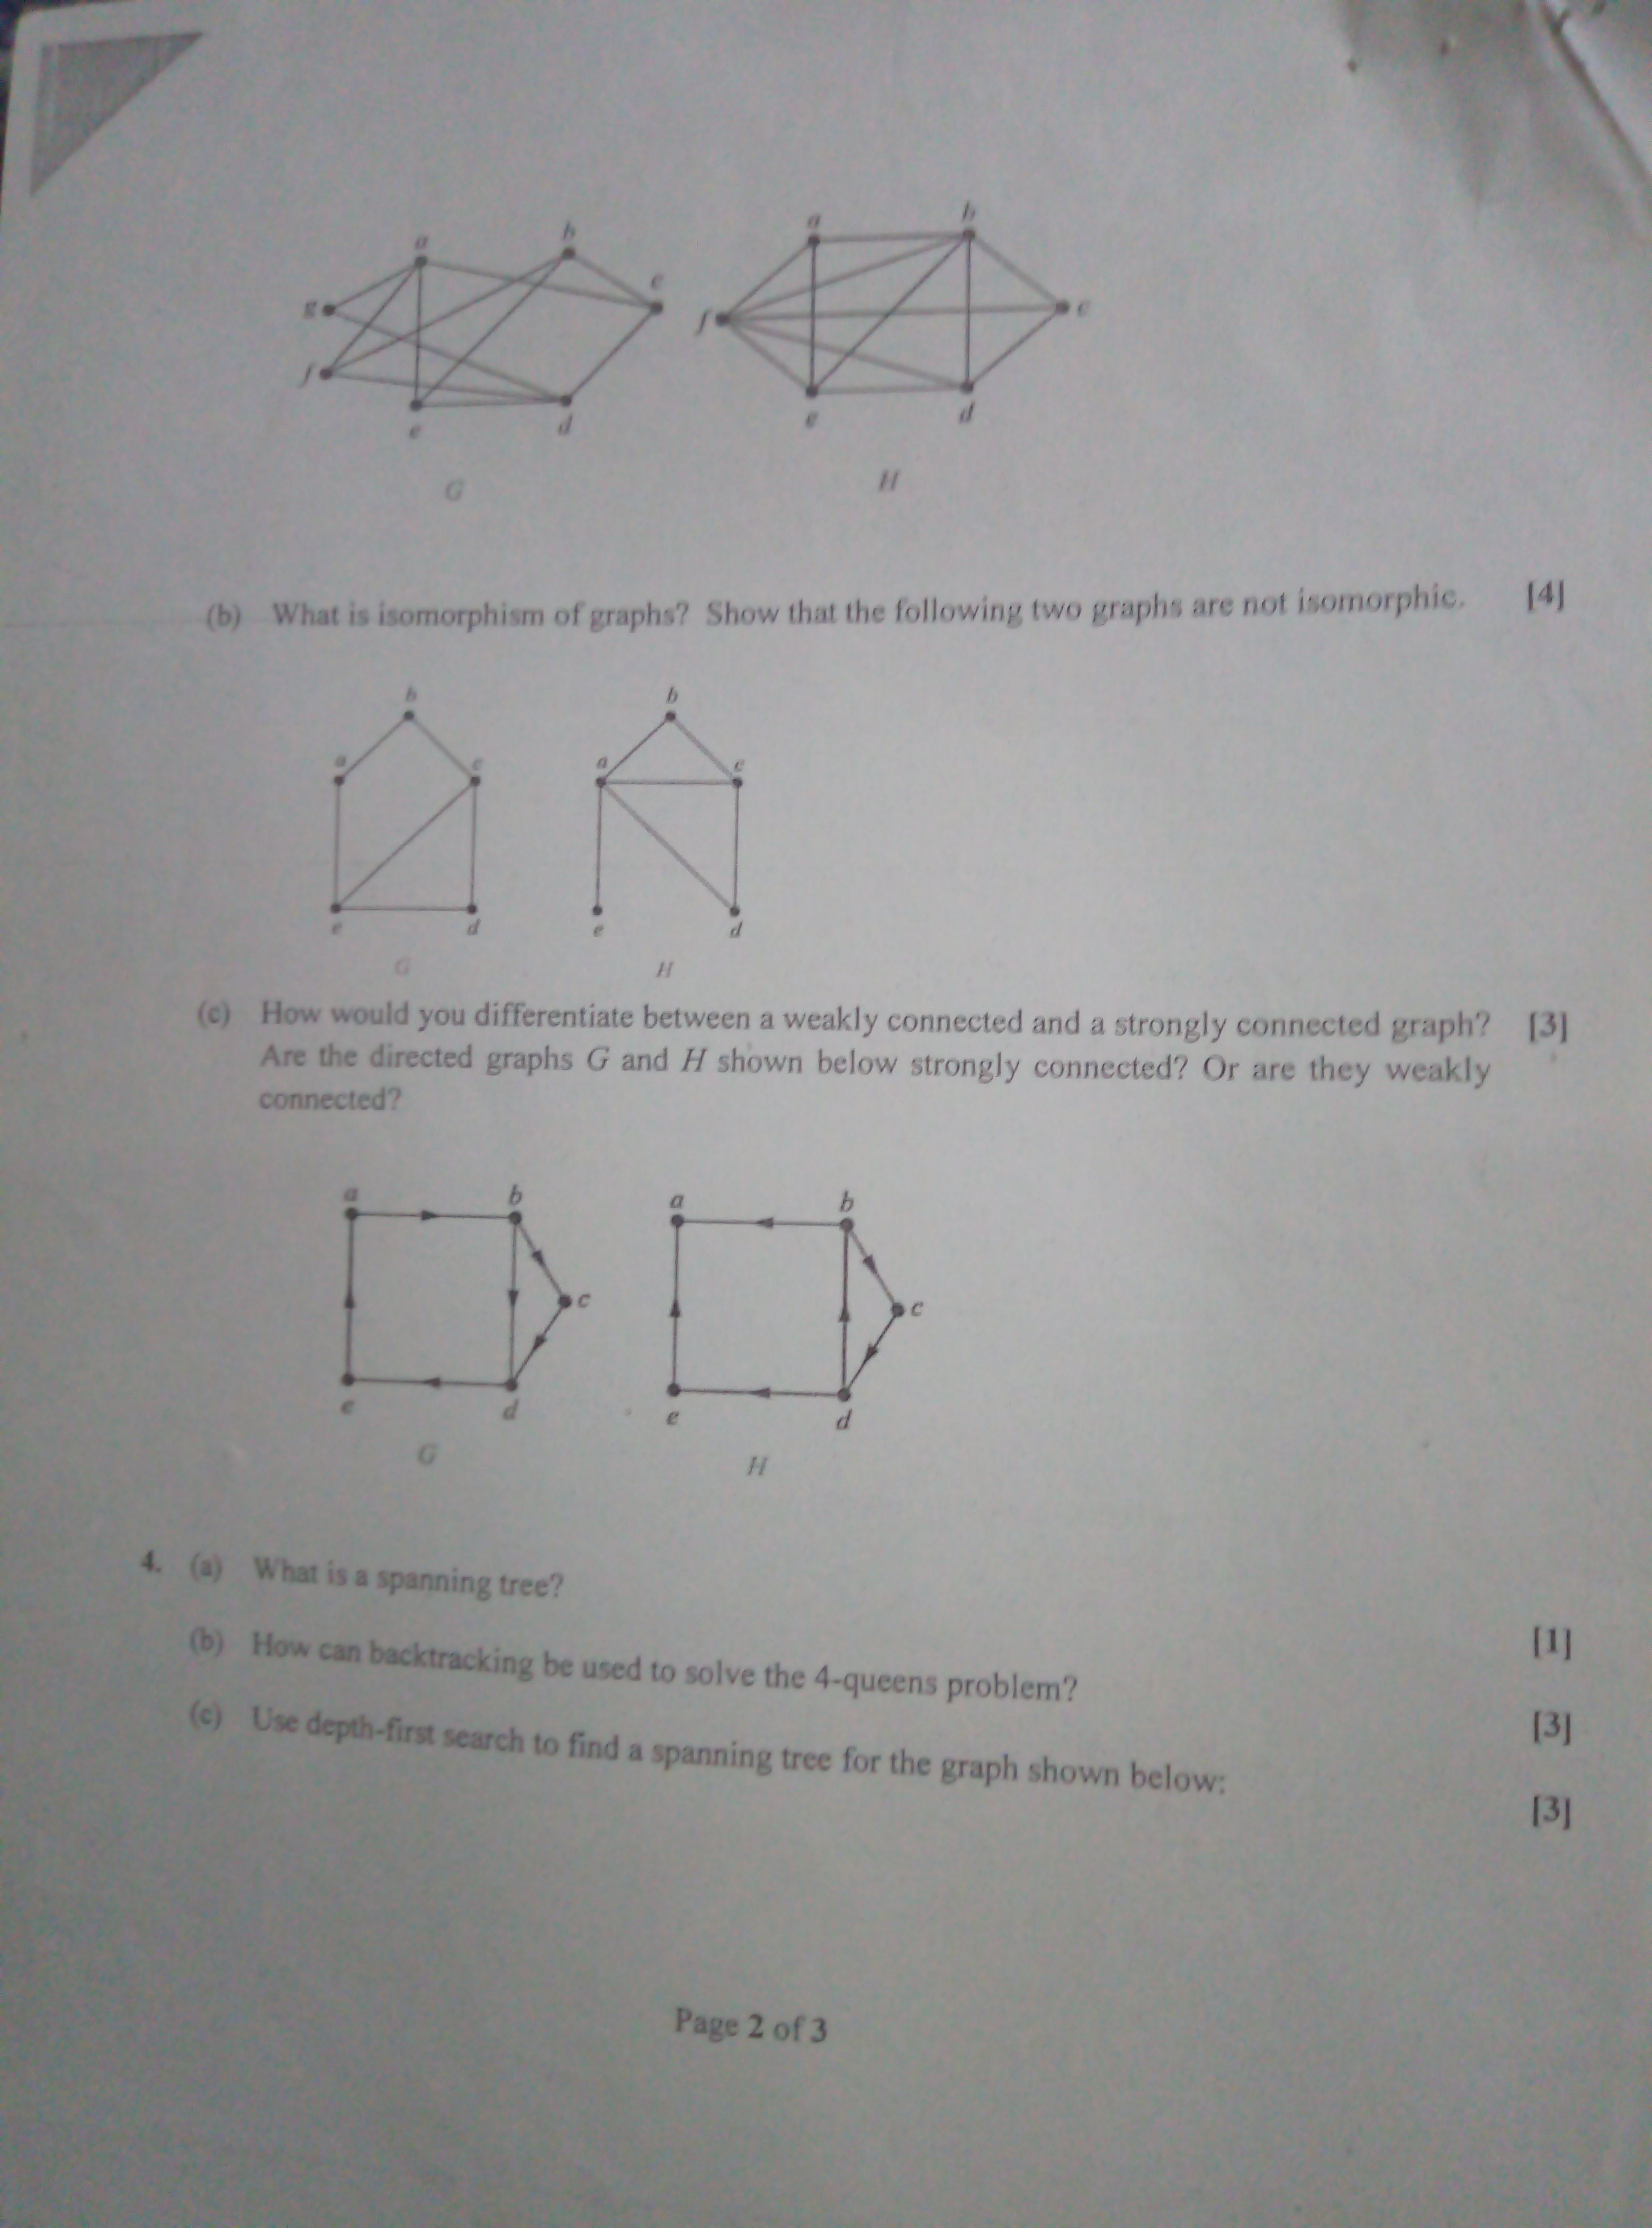 a b a b
g c f c
f
e d e d
G H
(b) What is isomorphism of graphs? Show that the following two graphs are not isomorphic. [4]
b b
a c a c
e d e d
G H
(c) How would you differentiate between a weakly connected and a strongly connected graph? [3]
Are the directed graphs G and H shown below strongly connected? Or are they weakly
connected?
a b a b
c c
e d e d
G H
4. (a) What is a spanning tree?
[1]
(b) How can backtracking be used to solve the 4-queens problem?
[3]
(c) Use depth-first search to find a spanning tree for the graph shown below:
[3]
Page 2 of 3